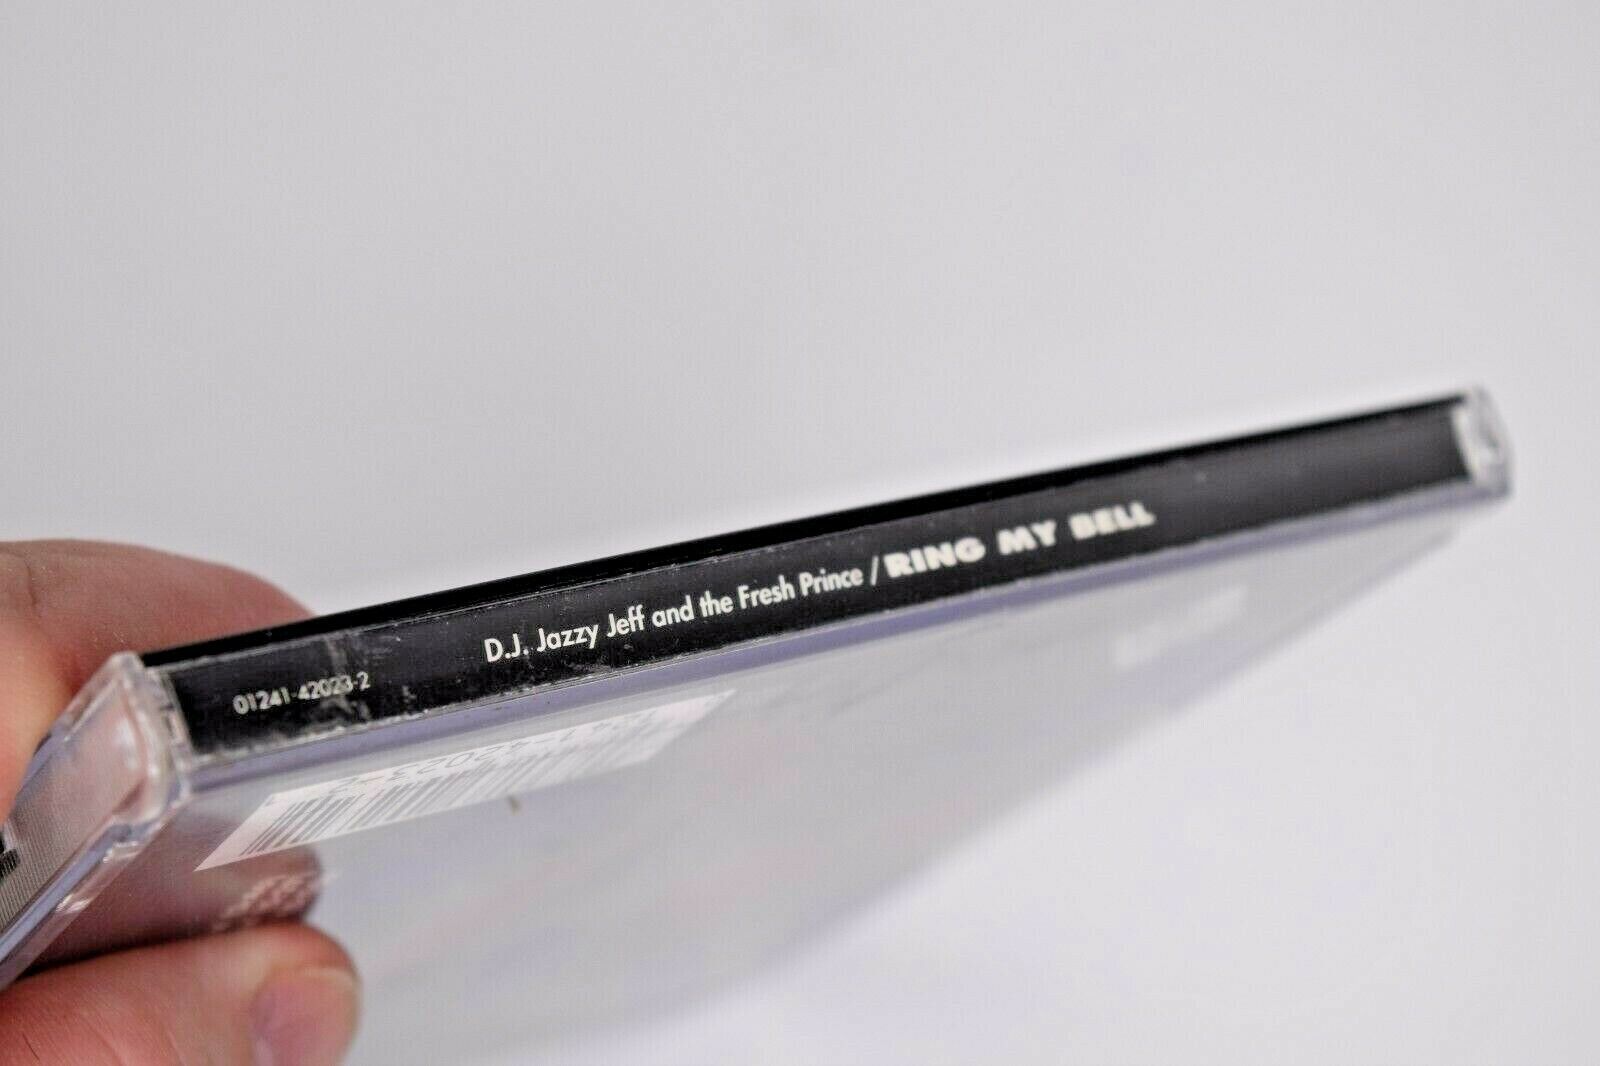 01241-42023-2 D.J. Jazzy Jeff and the Fresh Prince / RING MY BELL